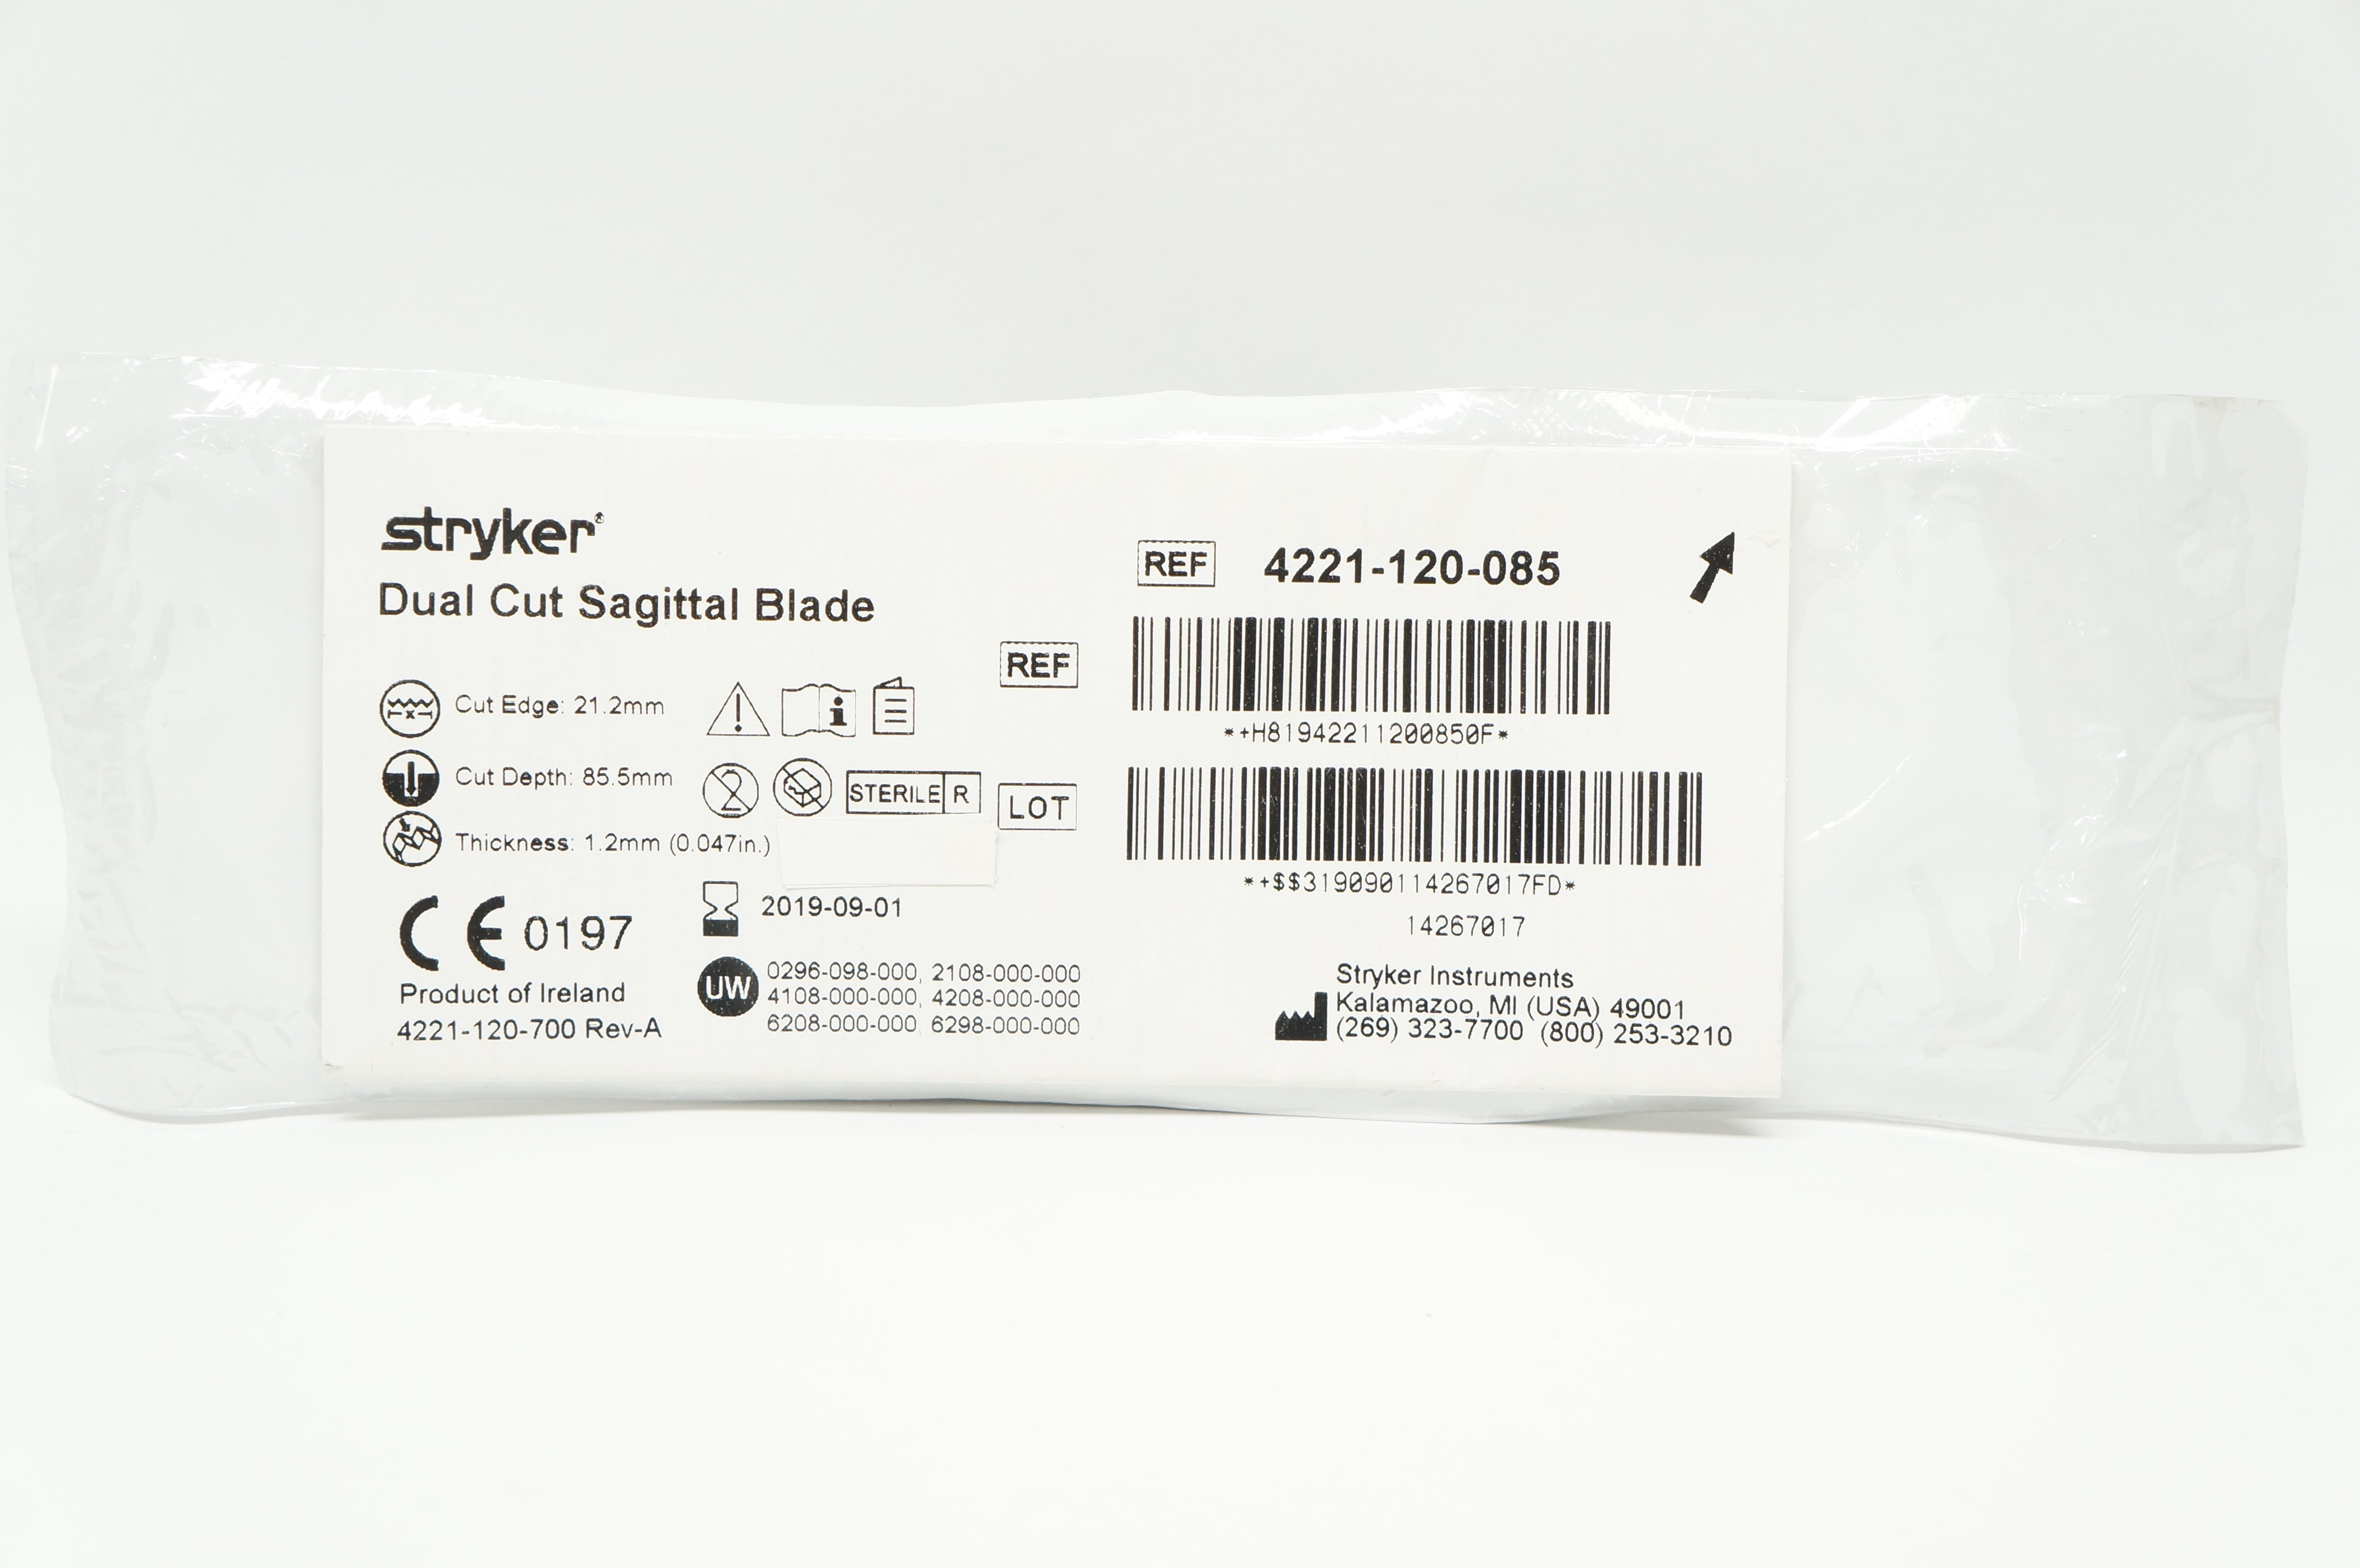 stryker®
Dual Cut Sagittal Blade
Cut Edge: 21.2mm
Cut Depth: 85.5mm
Thickness: 1.2mm (0.047in.)
2
STERILE R
CE 0197
Product of Ireland
4221-120-700 Rev-A
2019-09-01
UW
0296-098-000, 2108-000-000
4108-000-000, 4208-000-000
6208-000-000, 6298-000-000
REF 4221-120-085
REF
*+H81942211200850F*
LOT
*+$$319090114267017FD*
14267017
Stryker Instruments
Kalamazoo, MI (USA) 49001
(269) 323-7700 (800) 253-3210